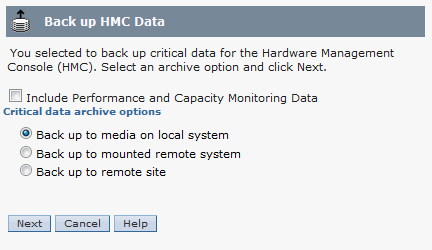 Back up HMC Data
You selected to back up critical data for the Hardware Management
Console (HMC). Select an archive option and click Next.
Include Performance and Capacity Monitoring Data
Critical data archive options
Back up to media on local system
Back up to mounted remote system
Back up to remote site
Next Cancel Help